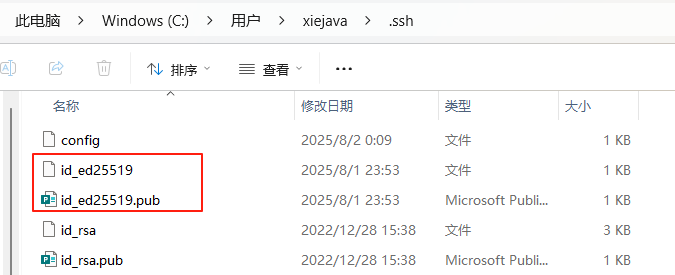 此电脑 > Windows (C:) > 用户 > xiejava > .ssh
排序 查看 ...
名称 修改日期 类型 大小
config 2025/8/2 0:09 文件 1 KB
id_ed25519 2025/8/1 23:53 文件 1 KB
id_ed25519.pub 2025/8/1 23:53 Microsoft Publi... 1 KB
id_rsa 2022/12/28 15:38 文件 3 KB
id_rsa.pub 2022/12/28 15:38 Microsoft Publi... 1 KB